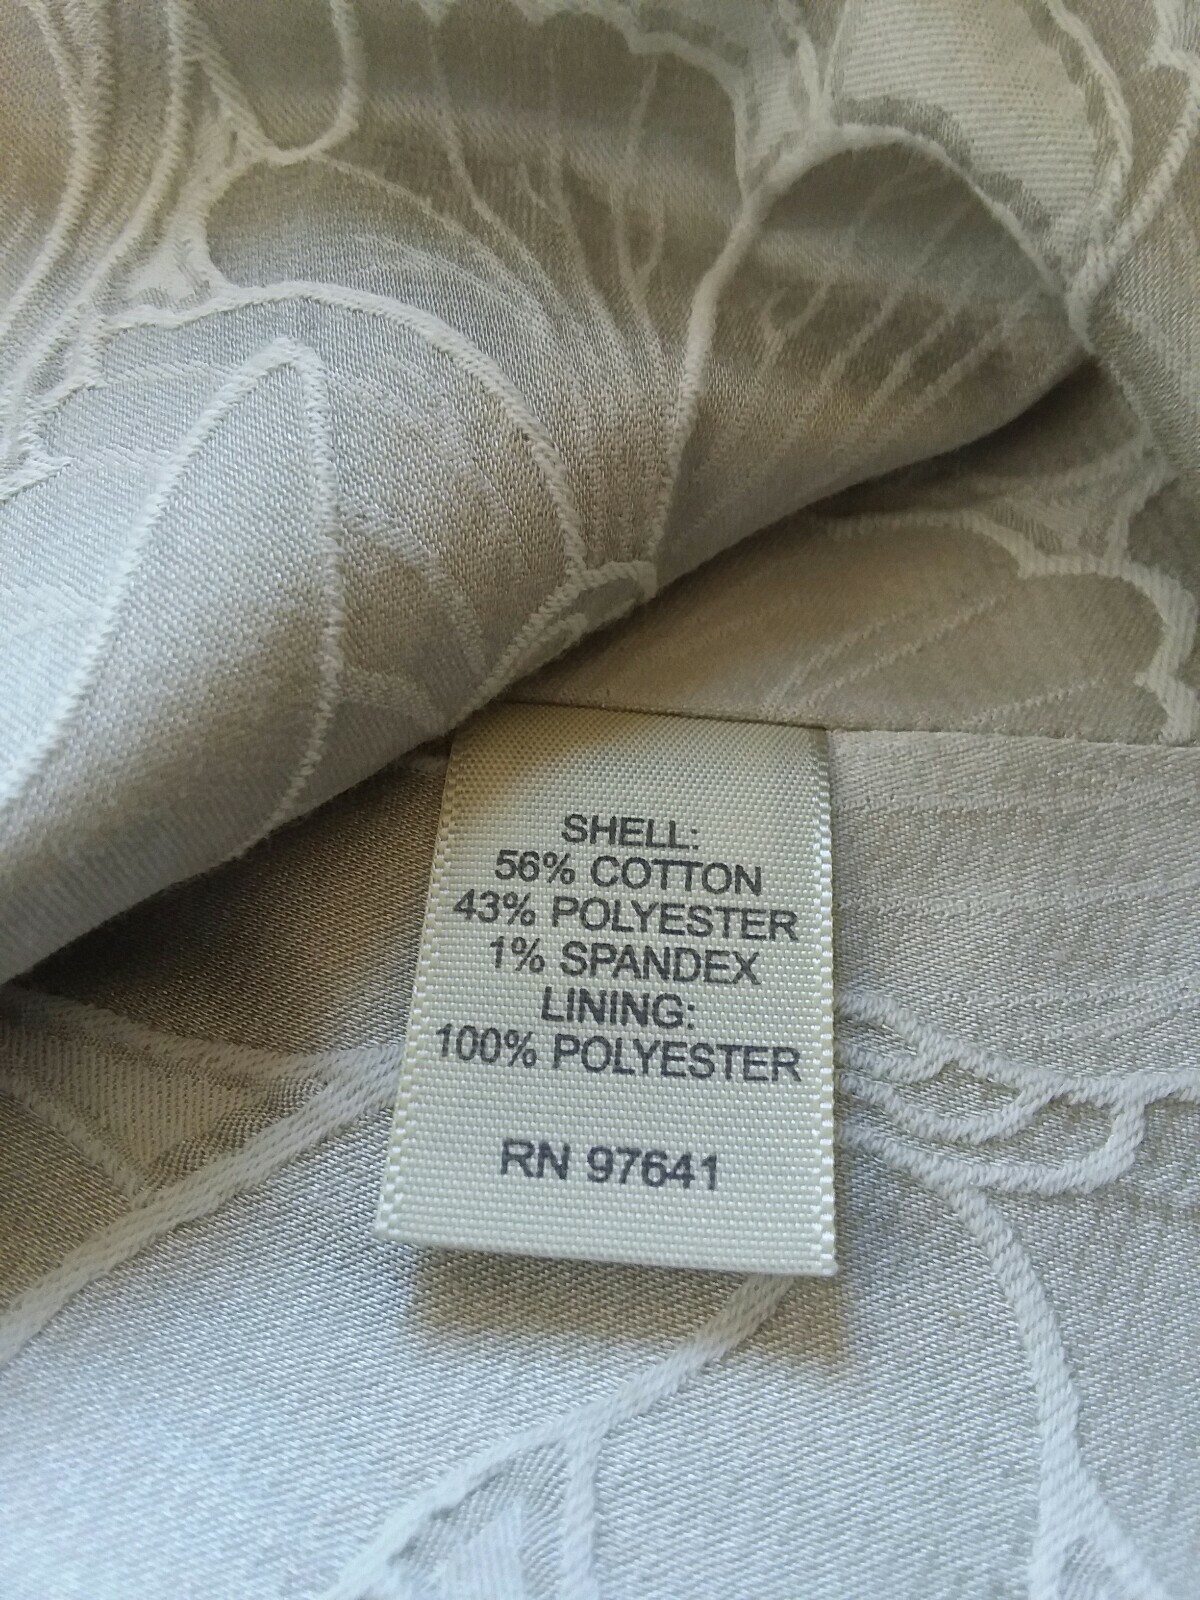 SHELL:
56% COTTON
43% POLYESTER
1% SPANDEX
LINING:
100% POLYESTER
RN 97641